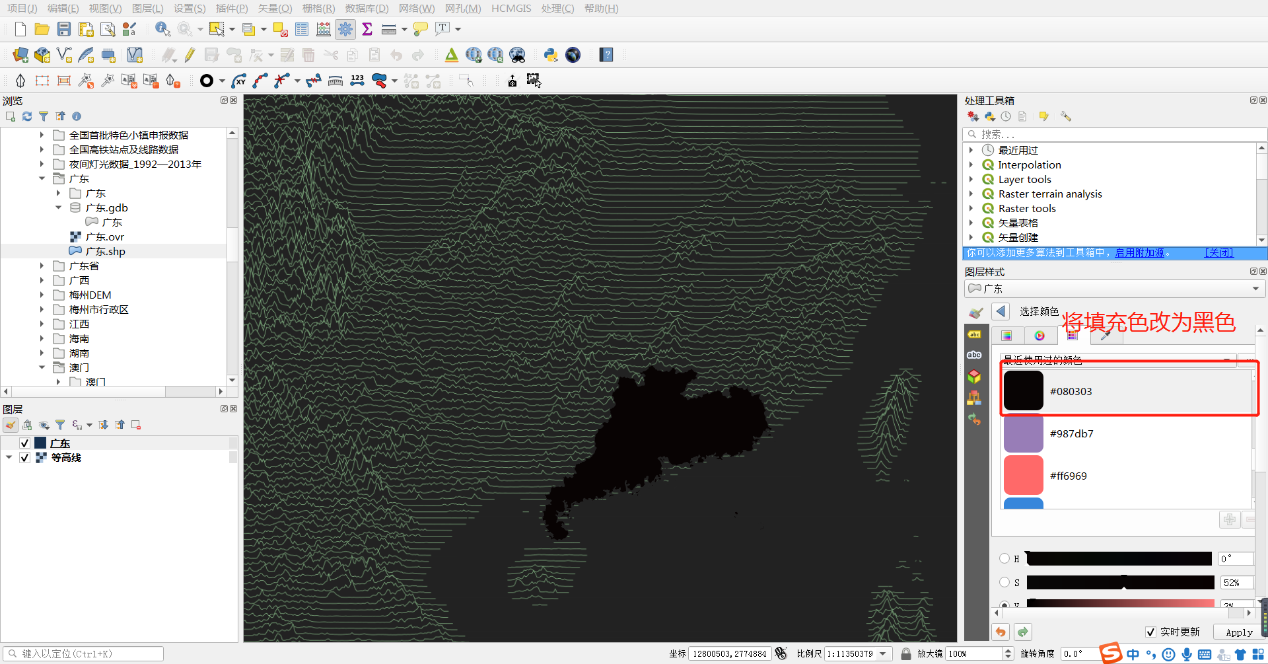 项目(J) 编辑(E) 视图(V) 图层(L) 设置(S) 插件(P) 矢量(O) 栅格(R) 数据库(D) 网络(W) 网孔(M) HCMGIS 处理(C) 帮助(H)
浏览
全国首批特色小镇申报数据
全国高铁站点及线路数据
夜间灯光数据_1992—2013年
广东
广东
广东.gdb
广东
广东.ovr
广东.shp
广东省
广西
梅州DEM
梅州市行政区
江西
海南
湖南
澳门
澳门
图层
广东
等高线
处理工具箱
搜索...
最近用过
Interpolation
Layer tools
Raster terrain analysis
Raster tools
矢量表格
矢量创建
你可以添加更多算法到工具箱中，启用附加源。 [关闭]
图层样式
广东
选择颜色
将填充色改为黑色
最近使用过的颜色
#080303
#987db7
#ff6969
H 0°
S 52%
V 3%
实时更新 Apply
键入以定位(Ctrl+K) 坐标 12800503,2774884 比例尺 1:11350379 放大镜 100% 旋转角度 0.0°
中